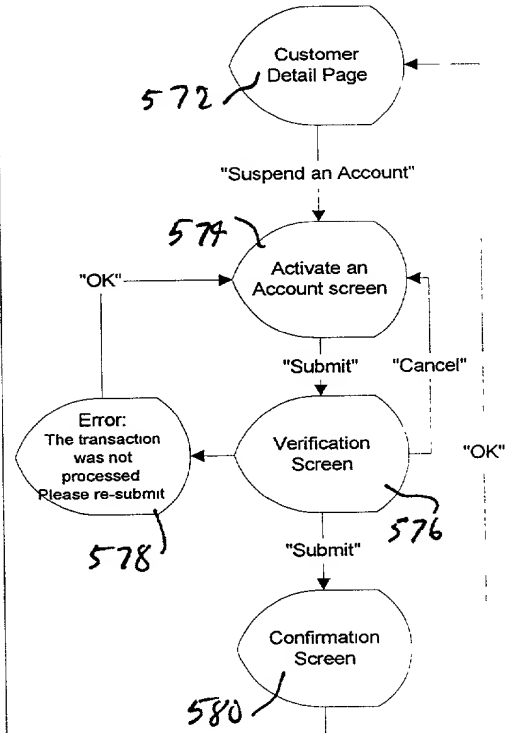 Customer
Detail Page
572
"Suspend an Account"
574
Activate an
Account screen
"OK"
"Submit"
"Cancel"
Error:
The transaction
was not
processed
Please re-submit
578
Verification
Screen
576
"OK"
"Submit"
Confirmation
Screen
580